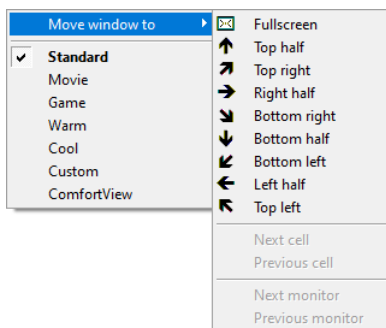 Move window to
Standard
Movie
Game
Warm
Cool
Custom
ComfortView
Fullscreen
Top half
Top right
Right half
Bottom right
Bottom half
Bottom left
Left half
Top left
Next cell
Previous cell
Next monitor
Previous monitor